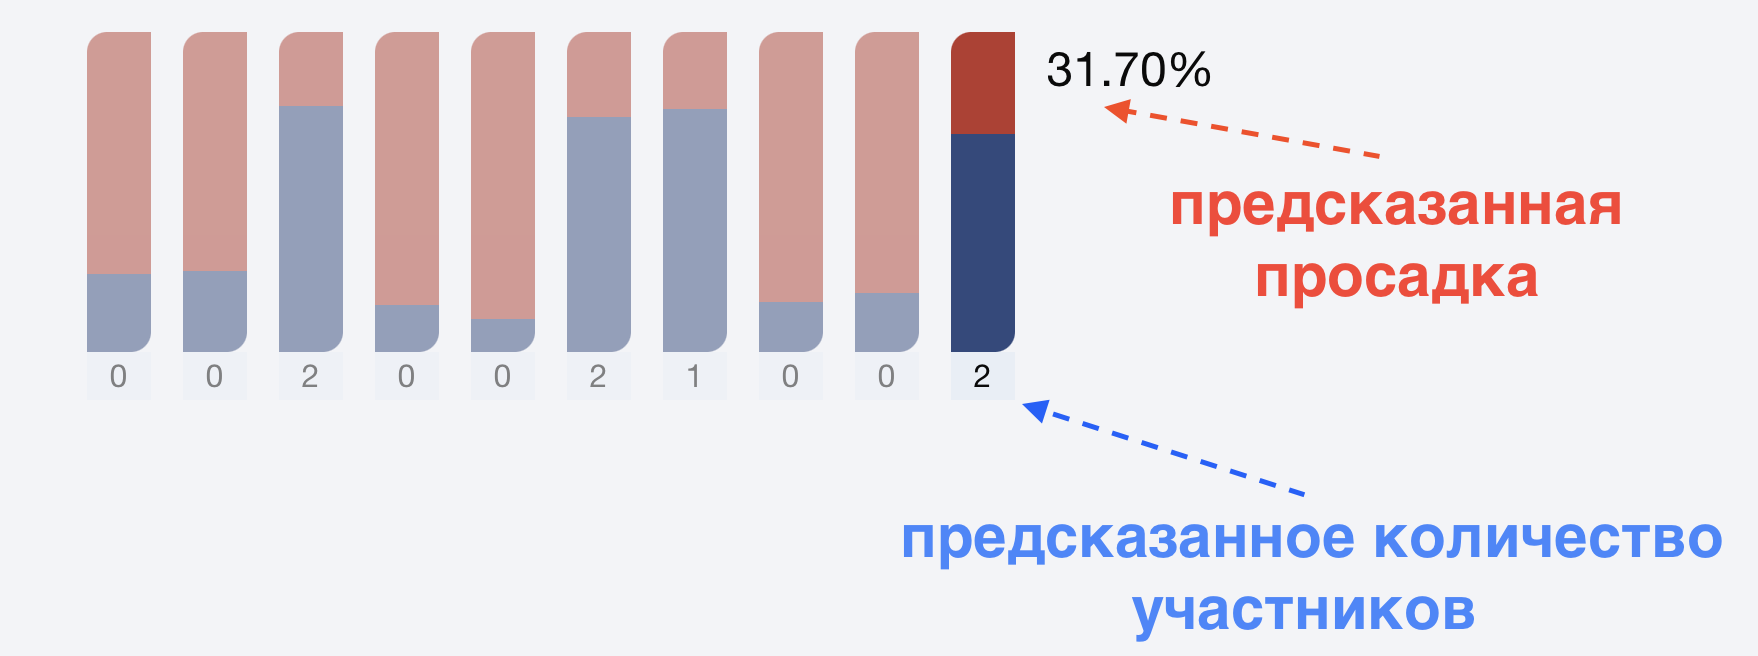 31.70%
предсказанная
просадка
0 0 2 0 0 2 1 0 0 2
предсказанное количество
участников